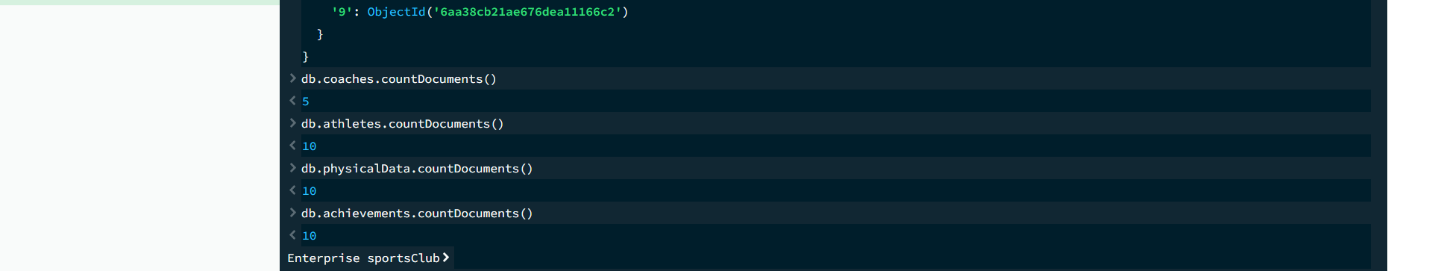 '9': ObjectId('6aa38cb21ae676dea11166c2')
}
}
> db.coaches.countDocuments()
< 5
> db.athletes.countDocuments()
< 10
> db.physicalData.countDocuments()
< 10
> db.achievements.countDocuments()
< 10
Enterprise sportsClub>